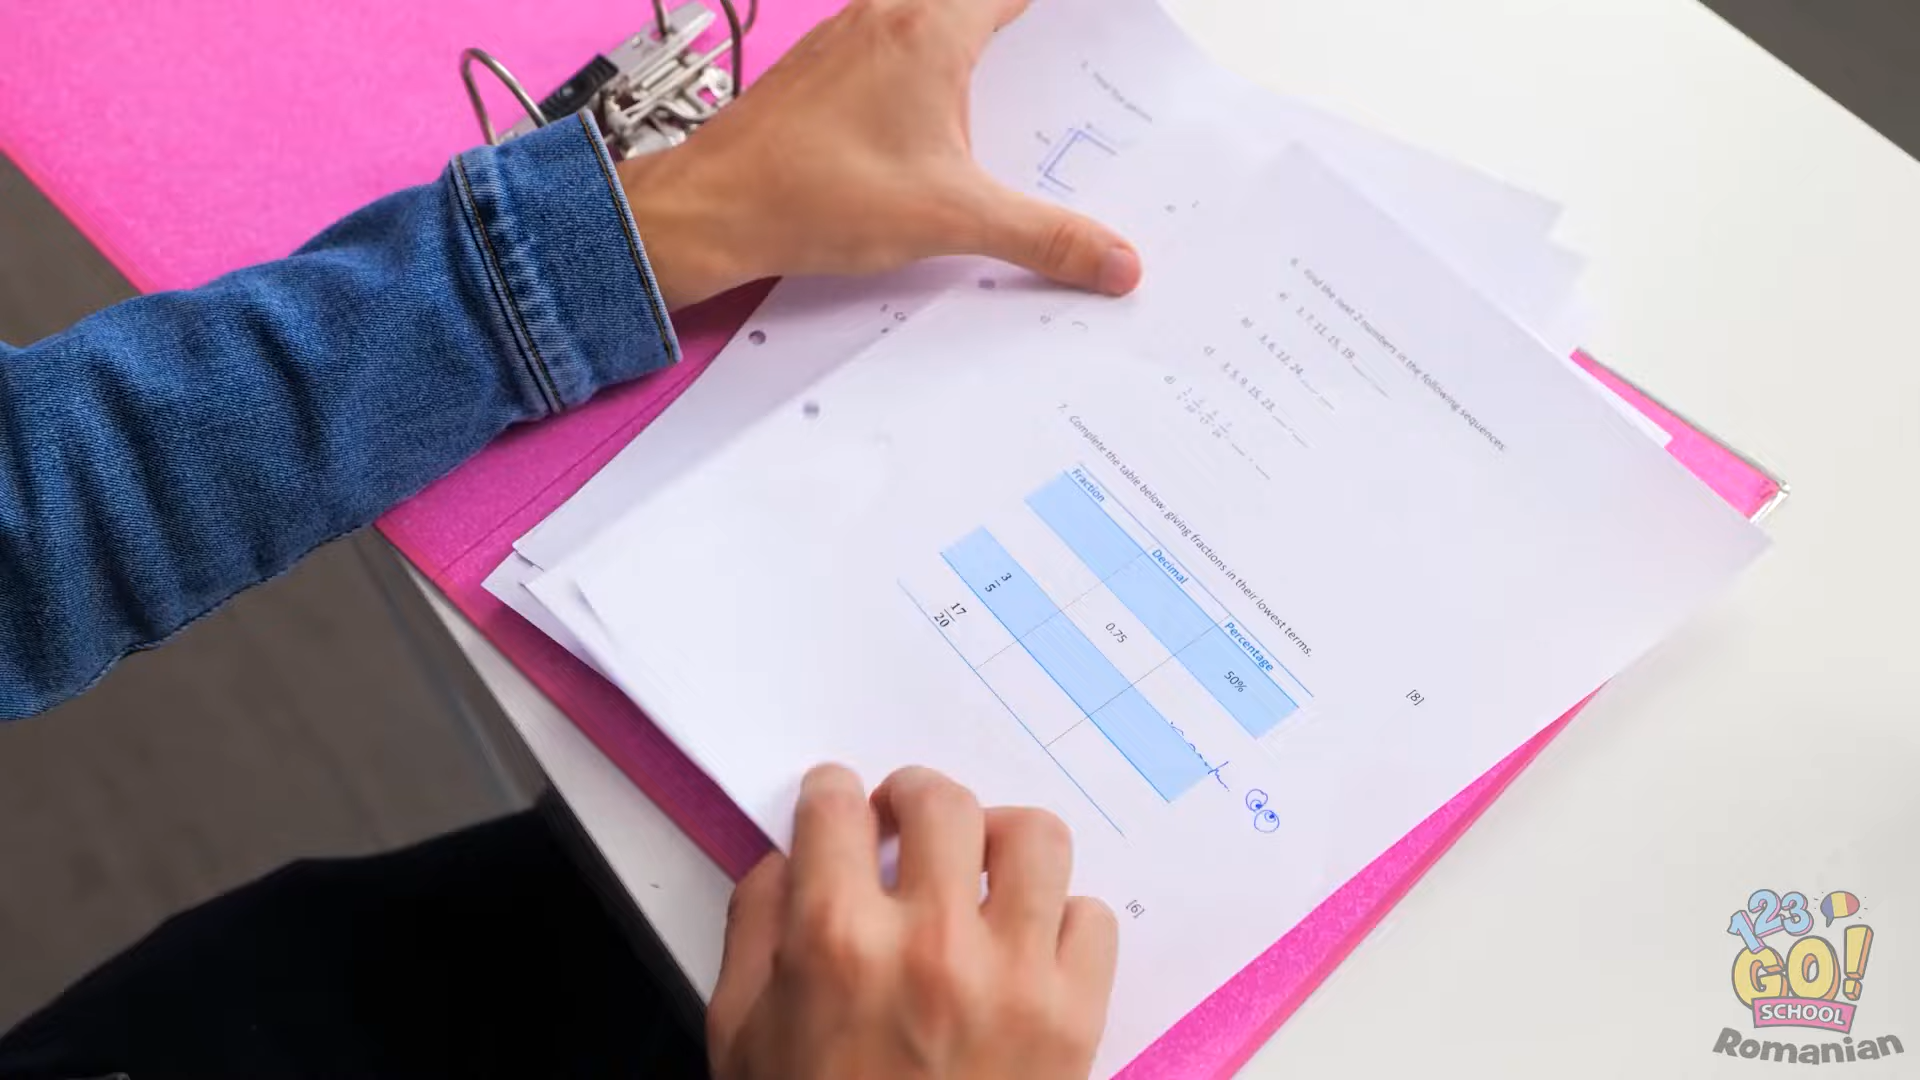 6. Find the next 2 numbers in the following sequences.
a) 3, 7, 11, 15, 19,
b) 3, 6, 12, 24,
c) 3, 5, 9, 15, 23,
d)
7. Complete the table below, giving fractions in their lowest terms.
Fraction Decimal Percentage
50%
0.75
3/5
17/20
[8]
[6]
123
GO!
SCHOOL
Romanian